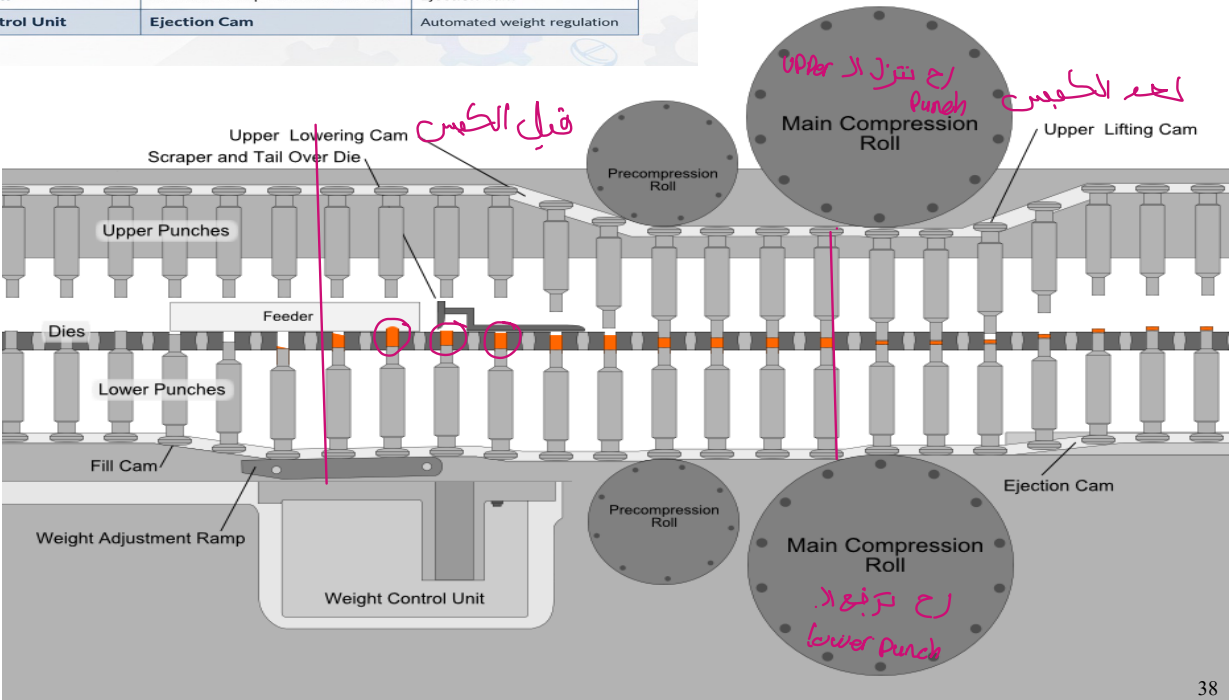 trol Unit
Ejection Cam
Automated weight regulation
رح تنزل ال upper
Punch
Main Compression
Roll
قبل الكبس
Upper Lowering Cam
Scraper and Tail Over Die
بعد الكبس
Upper Lifting Cam
Precompression
Roll
Upper Punches
Feeder
Dies
Lower Punches
Fill Cam
Weight Adjustment Ramp
Weight Control Unit
Precompression
Roll
Main Compression
Roll
رح ترفع ال
lower punch
Ejection Cam
38